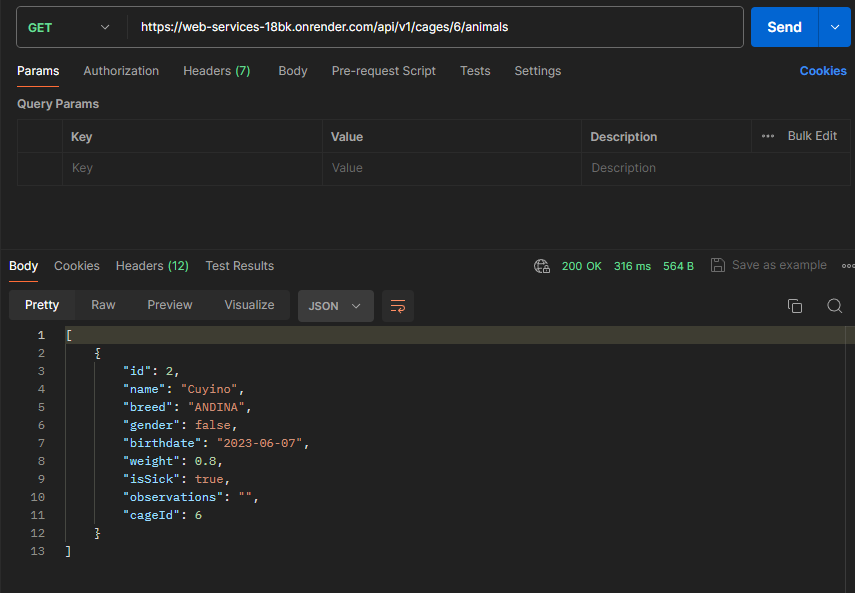 GET https://web-services-18bk.onrender.com/api/v1/cages/6/animals Send
Params Authorization Headers (7) Body Pre-request Script Tests Settings Cookies
Query Params
Key Value Description ••• Bulk Edit
Key Value Description
Body Cookies Headers (12) Test Results 200 OK 316 ms 564 B Save as example
Pretty Raw Preview Visualize JSON
1 [
2 {
3 "id": 2,
4 "name": "Cuyino",
5 "breed": "ANDINA",
6 "gender": false,
7 "birthdate": "2023-06-07",
8 "weight": 0.8,
9 "isSick": true,
10 "observations": "",
11 "cageId": 6
12 }
13 ]